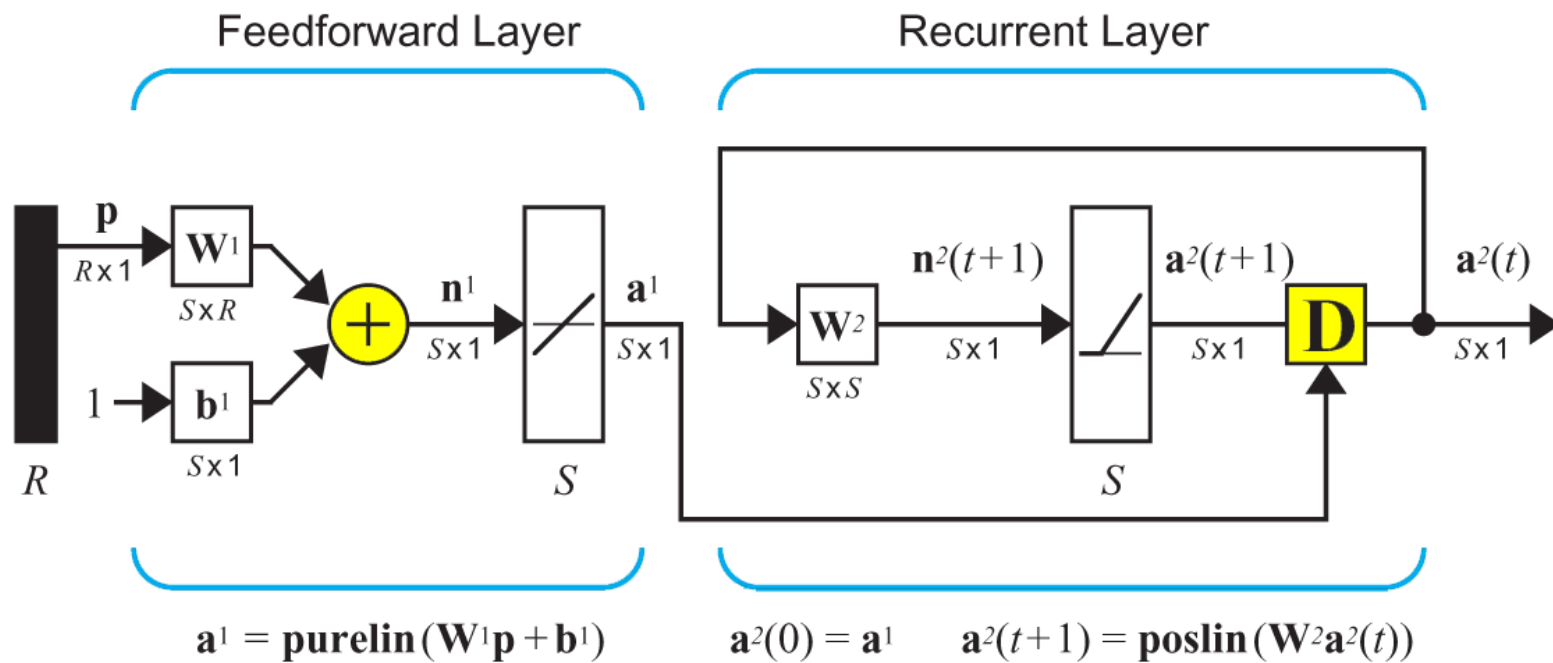 Feedforward Layer
Recurrent Layer
p
R x 1
W¹
S x R
1
b¹
S x 1
R
+
n¹
S x 1
a¹
S x 1
S
W²
S x S
n²(t+1)
S x 1
S
a²(t+1)
S x 1
D
a²(t)
S x 1
a¹ = purelin(W¹p + b¹)
a²(0) = a¹
a²(t+1) = poslin(W²a²(t))